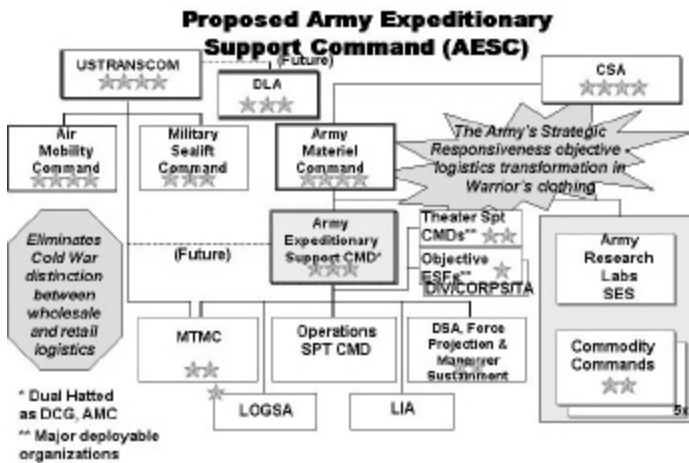 Proposed Army Expeditionary
Support Command (AESC)
USTRANSCOM
(Future)
DLA
CSA
Air
Mobility
Command
Military
Sealift
Command
Army
Materiel
Command
The Army's Strategic
Responsiveness objective -
logistics transformation in
Warrior's clothing
Eliminates
Cold War
distinction
between
wholesale
and retail
logistics
(Future)
Army
Expeditionary
Support CMD*
Theater Spt
CMDs**
Objective
ESFs**
DIV/CORPS/TA
Army
Research
Labs
SES
MTMC
Operations
SPT CMD
DSA, Force
Projection &
Maneuver
Sustainment
Commodity
Commands
5x
LOGSA
LIA
* Dual Hatted
as DCG, AMC
** Major deployable
organizations